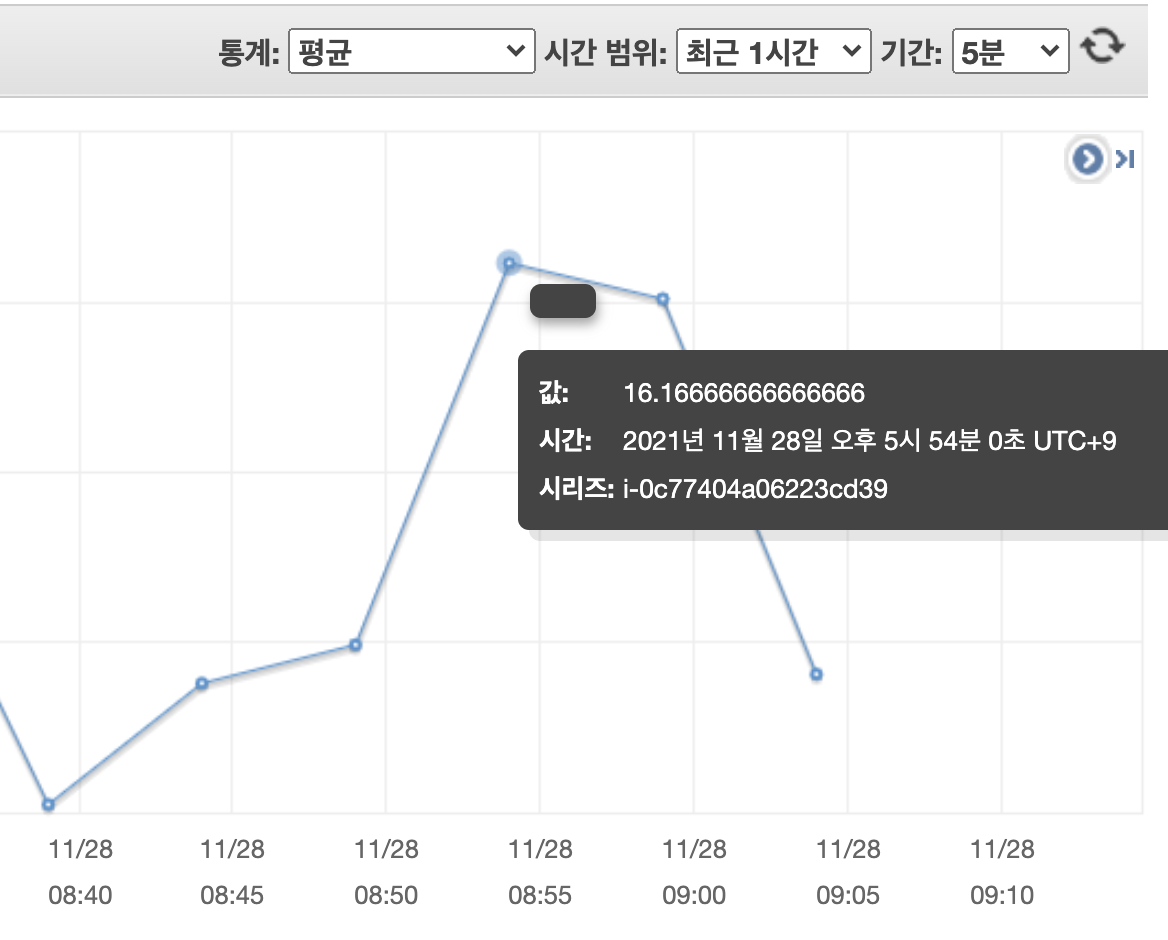 통계: 평균 시간 범위: 최근 1시간 기간: 5분
값: 16.16666666666666
시간: 2021년 11월 28일 오후 5시 54분 0초 UTC+9
시리즈: i-0c77404a06223cd39
11/28 11/28 11/28 11/28 11/28 11/28 11/28
08:40 08:45 08:50 08:55 09:00 09:05 09:10